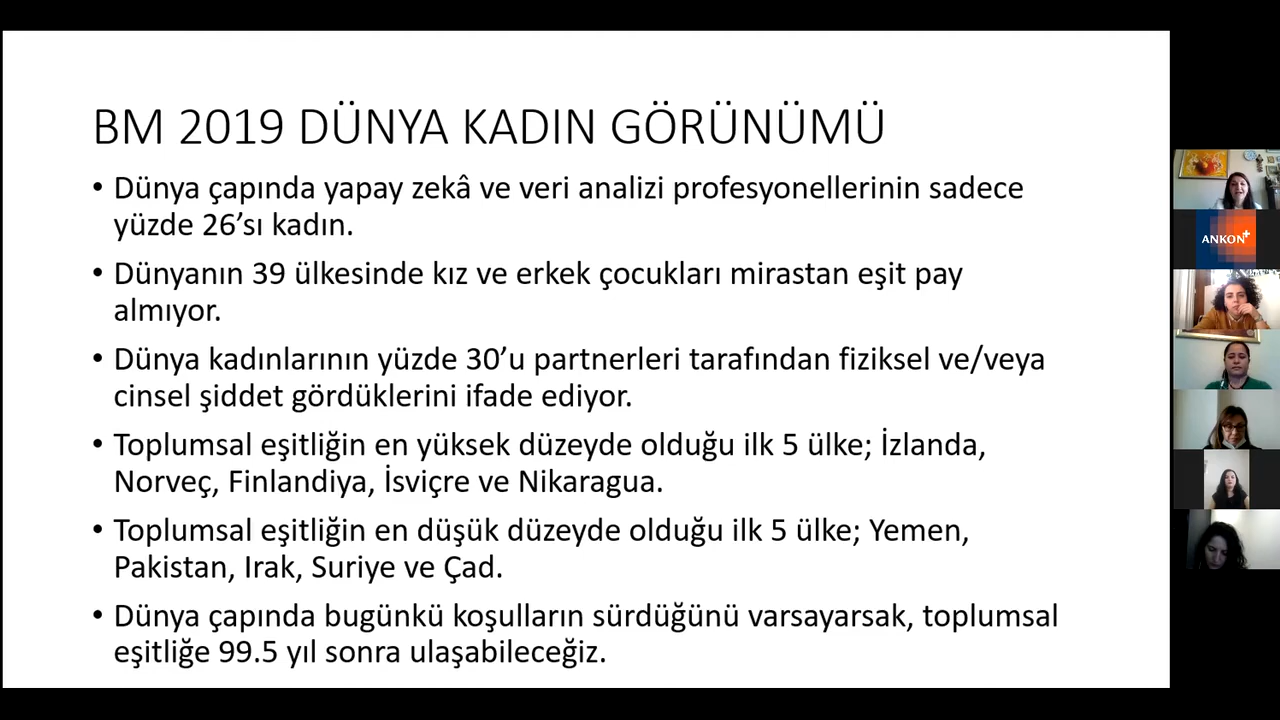 BM 2019 DÜNYA KADIN GÖRÜNÜMÜ
• Dünya çapında yapay zekâ ve veri analizi profesyonellerinin sadece
yüzde 26’sı kadın.
• Dünyanın 39 ülkesinde kız ve erkek çocukları mirastan eşit pay
almıyor.
• Dünya kadınlarının yüzde 30’u partnerleri tarafından fiziksel ve/veya
cinsel şiddet gördüklerini ifade ediyor.
• Toplumsal eşitliğin en yüksek düzeyde olduğu ilk 5 ülke; İzlanda,
Norveç, Finlandiya, İsviçre ve Nikaragua.
• Toplumsal eşitliğin en düşük düzeyde olduğu ilk 5 ülke; Yemen,
Pakistan, Irak, Suriye ve Çad.
• Dünya çapında bugünkü koşulların sürdüğünü varsayarsak, toplumsal
eşitliğe 99.5 yıl sonra ulaşabileceğiz.
ANKON+